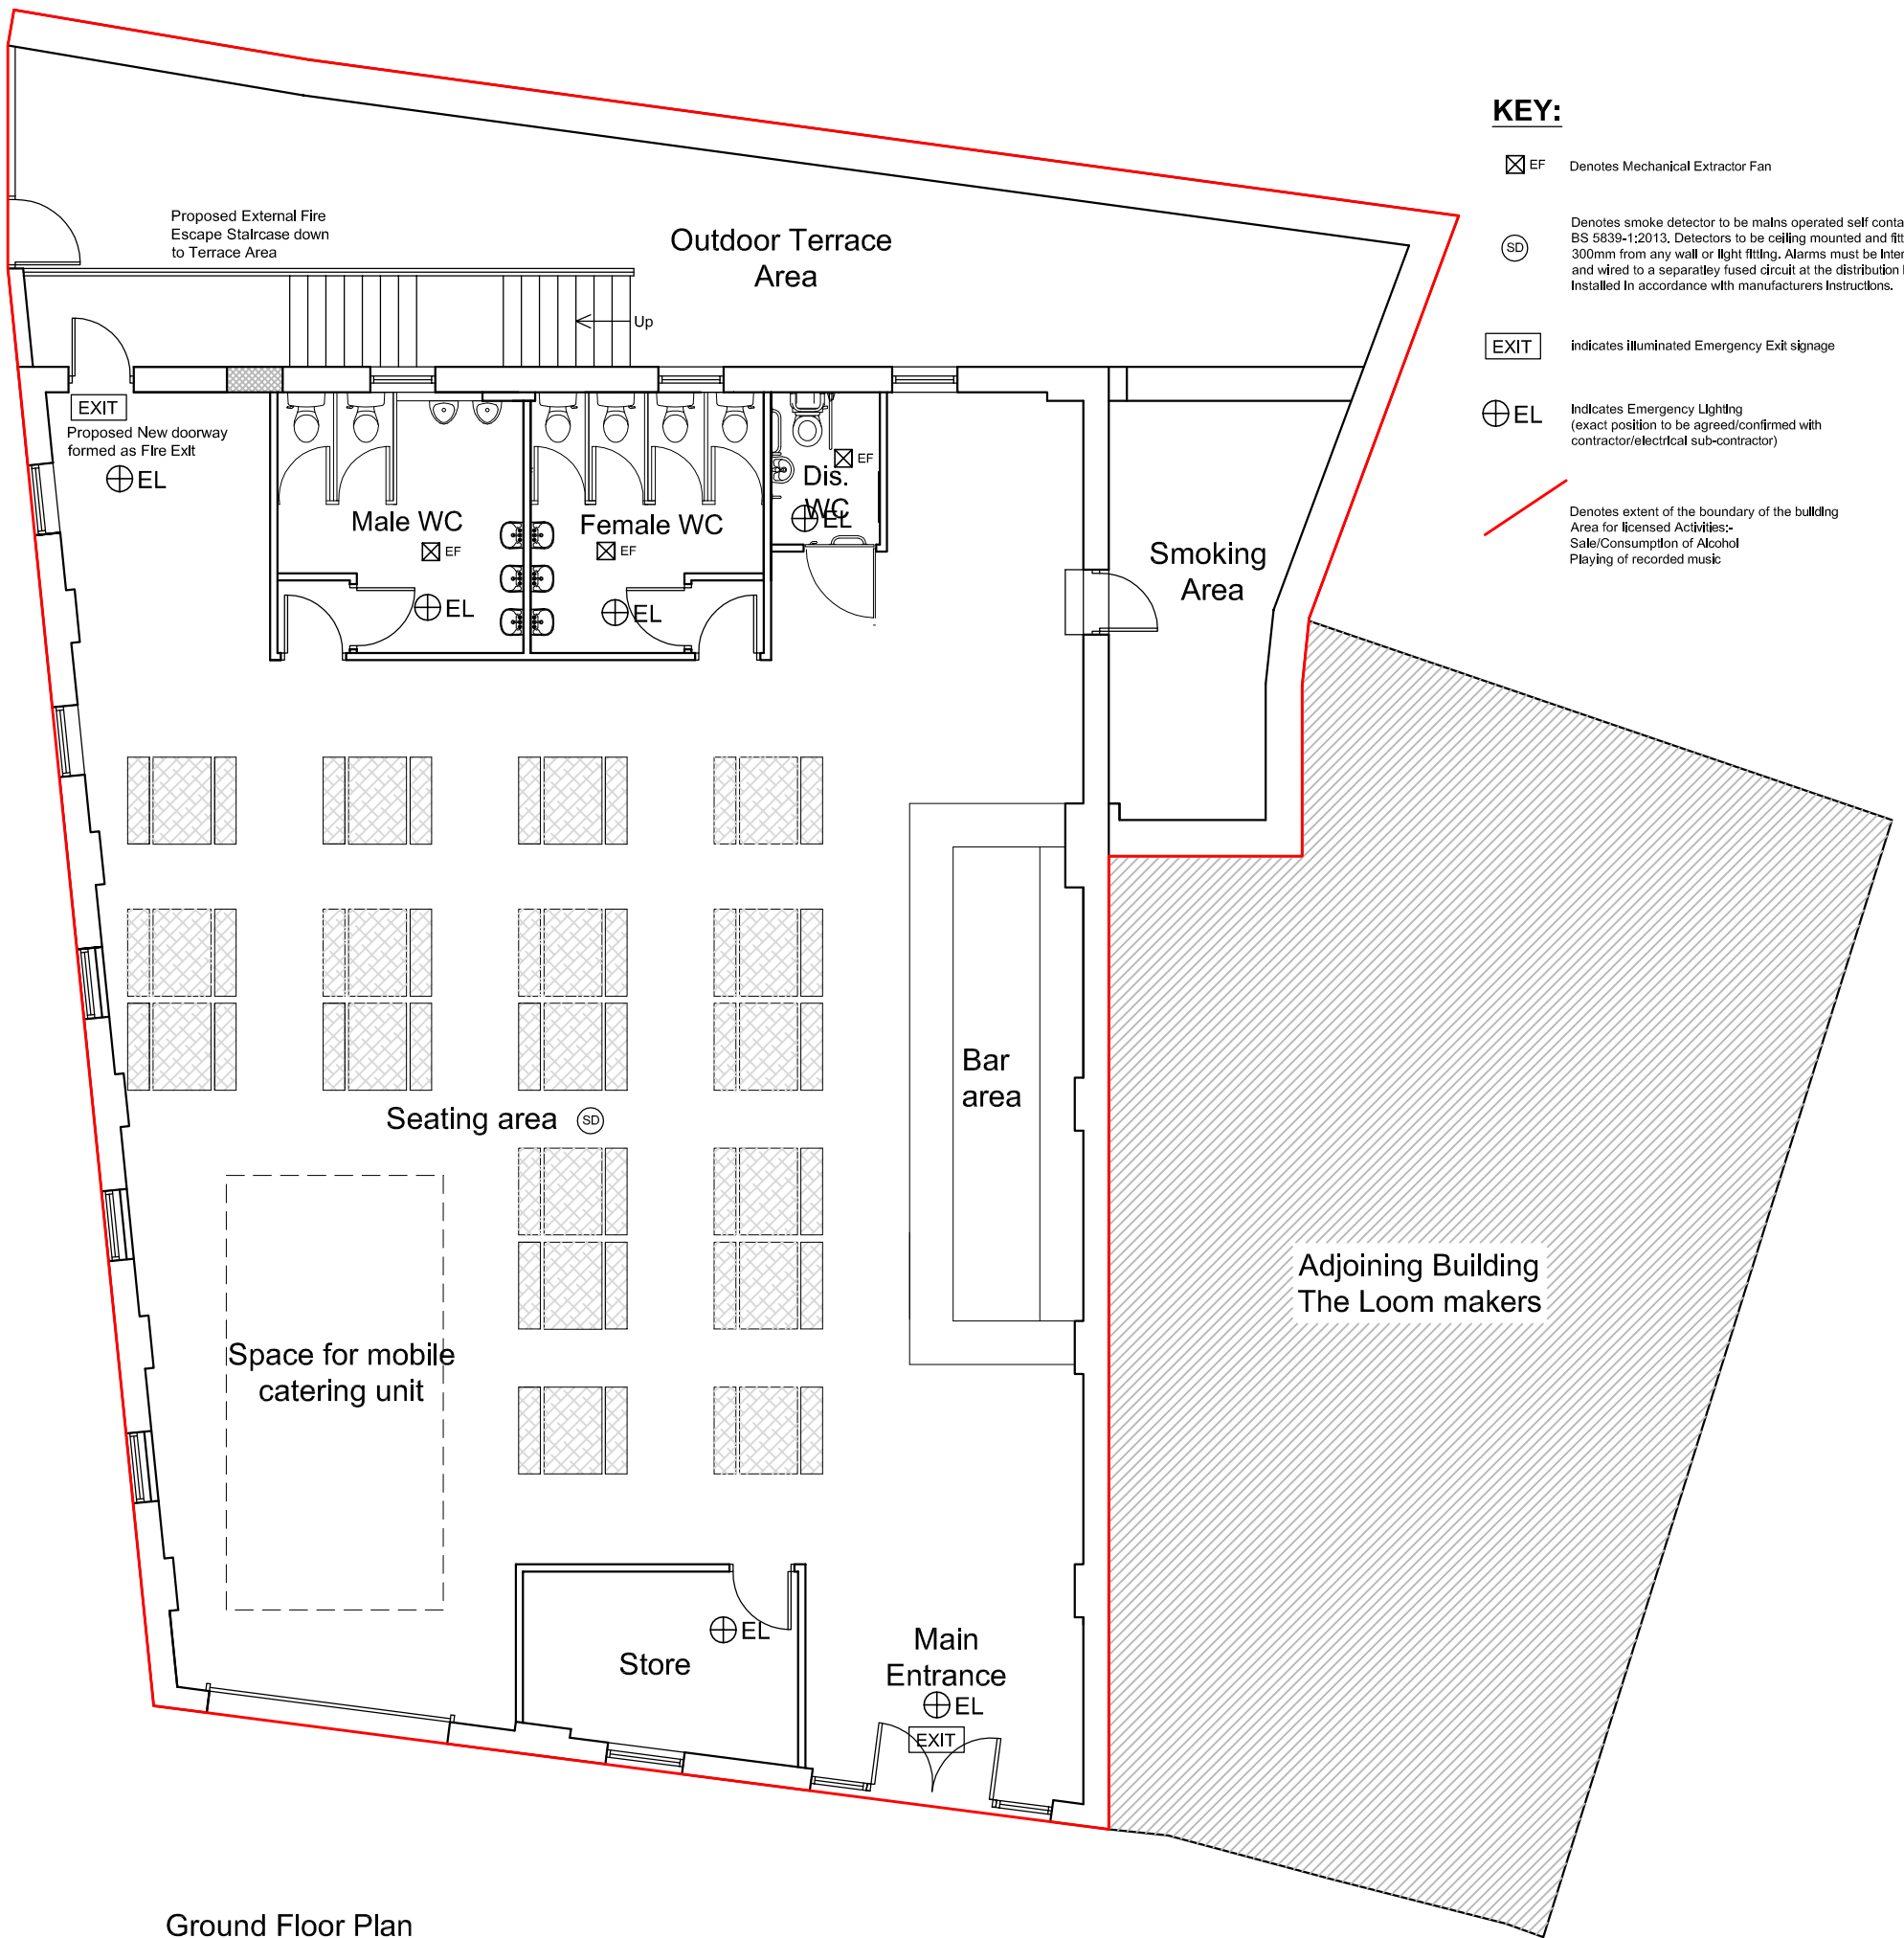 KEY:
EF Denotes Mechanical Extractor Fan
SD
Denotes smoke detector to be mains operated self conta
BS 5839-1:2013. Detectors to be ceiling mounted and fitt
300mm from any wall or light fitting. Alarms must be inter
and wired to a separatley fused circuit at the distribution
Installed in accordance with manufacturers instructions.
EXIT indicates illuminated Emergency Exit signage
EL
Indicates Emergency Lighting
(exact position to be agreed/confirmed with
contractor/electrical sub-contractor)
Denotes extent of the boundary of the building
Area for licensed Activities:-
Sale/Consumption of Alcohol
Playing of recorded music
Proposed External Fire
Escape Staircase down
to Terrace Area
Outdoor Terrace
Area
Up
EXIT
Proposed New doorway
formed as Fire Exit
EL
Male WC
EF
EL
Female WC
EF
EL
EF
Dis.
WC
EL
Smoking
Area
Seating area SD
Bar
area
Space for mobile
catering unit
Adjoining Building
The Loom makers
EL
Store
Main
Entrance
EL
EXIT
Ground Floor Plan